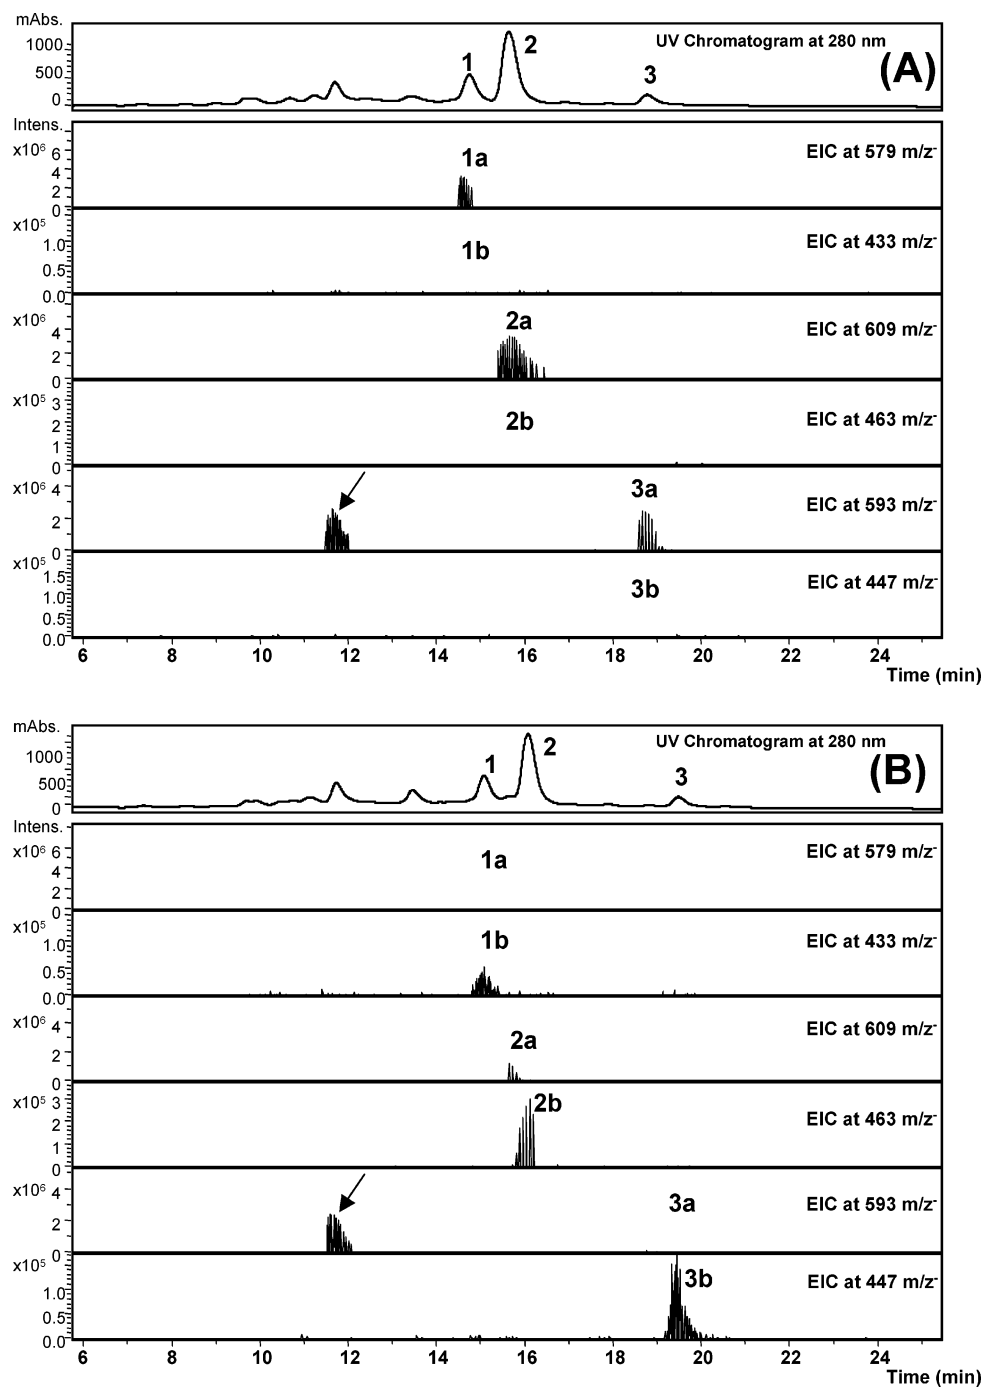 mAbs.
1000
500
0
1
2
3
UV Chromatogram at 280 nm
(A)
Intens.
x10⁶ 6
4
2
0
1a
EIC at 579 m/z⁻
x10⁵
1.0
0.5
0.0
1b
EIC at 433 m/z⁻
x10⁶ 4
2
0
2a
EIC at 609 m/z⁻
x10⁵ 3
2
1
0
2b
EIC at 463 m/z⁻
x10⁶ 4
2
0
3a
EIC at 593 m/z⁻
x10⁵
1.5
1.0
0.5
0.0
3b
EIC at 447 m/z⁻
6 8 10 12 14 16 18 20 22 24
Time (min)
mAbs.
1000
500
0
1
2
3
UV Chromatogram at 280 nm
(B)
Intens.
x10⁶ 6
4
2
0
1a
EIC at 579 m/z⁻
x10⁵
1.0
0.5
0.0
1b
EIC at 433 m/z⁻
x10⁶ 4
2
0
2a
EIC at 609 m/z⁻
x10⁵ 3
2
1
0
2b
EIC at 463 m/z⁻
x10⁶ 4
2
0
3a
EIC at 593 m/z⁻
x10⁵
1.0
0.5
0.0
3b
EIC at 447 m/z⁻
6 8 10 12 14 16 18 20 22 24
Time (min)